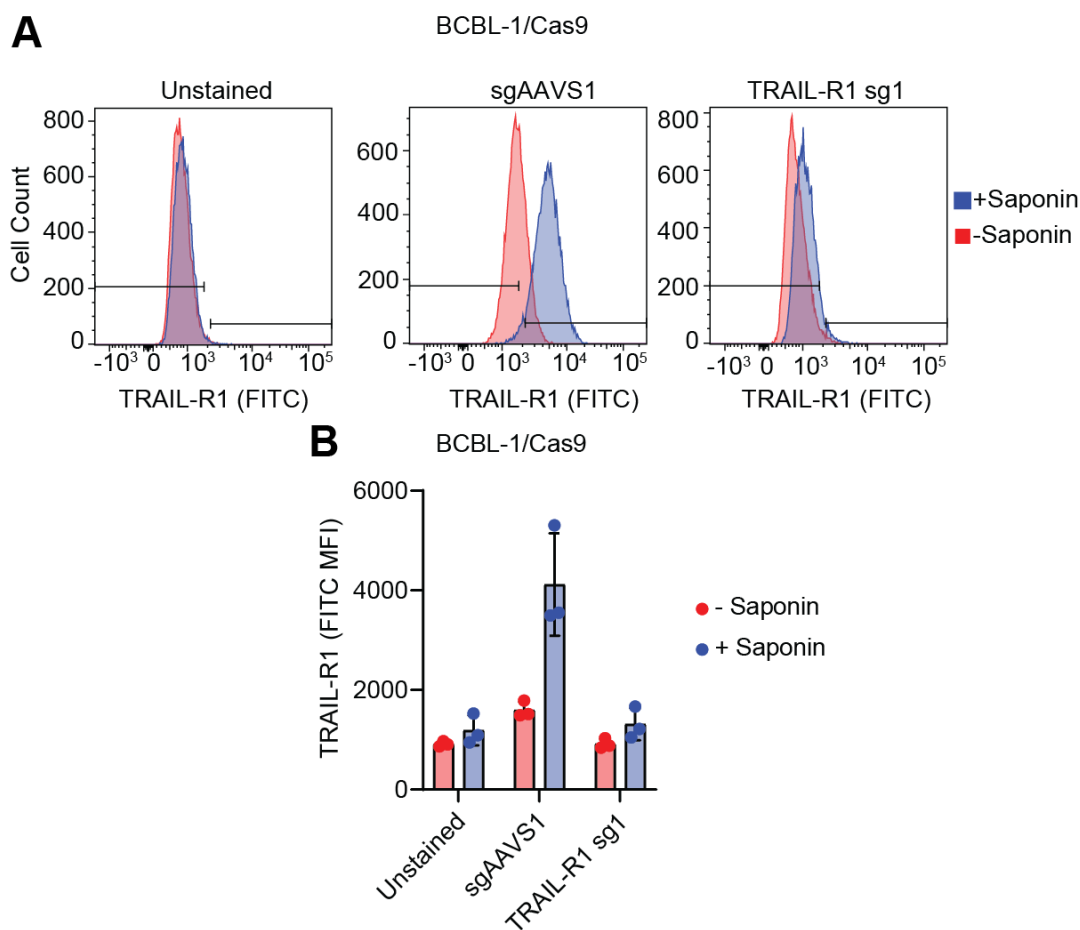 A
BCBL-1/Cas9
Unstained
sgAAVS1
TRAIL-R1 sg1
Cell Count
800
600
400
200
0
600
400
200
0
800
600
400
200
0
-10³ 0 10³ 10⁴ 10⁵
-10³ 0 10³ 10⁴ 10⁵
-10³ 0 10³ 10⁴ 10⁵
TRAIL-R1 (FITC)
TRAIL-R1 (FITC)
TRAIL-R1 (FITC)
+Saponin
-Saponin
B
BCBL-1/Cas9
TRAIL-R1 (FITC MFI)
6000
4000
2000
0
Unstained
sgAAVS1
TRAIL-R1 sg1
- Saponin
+ Saponin